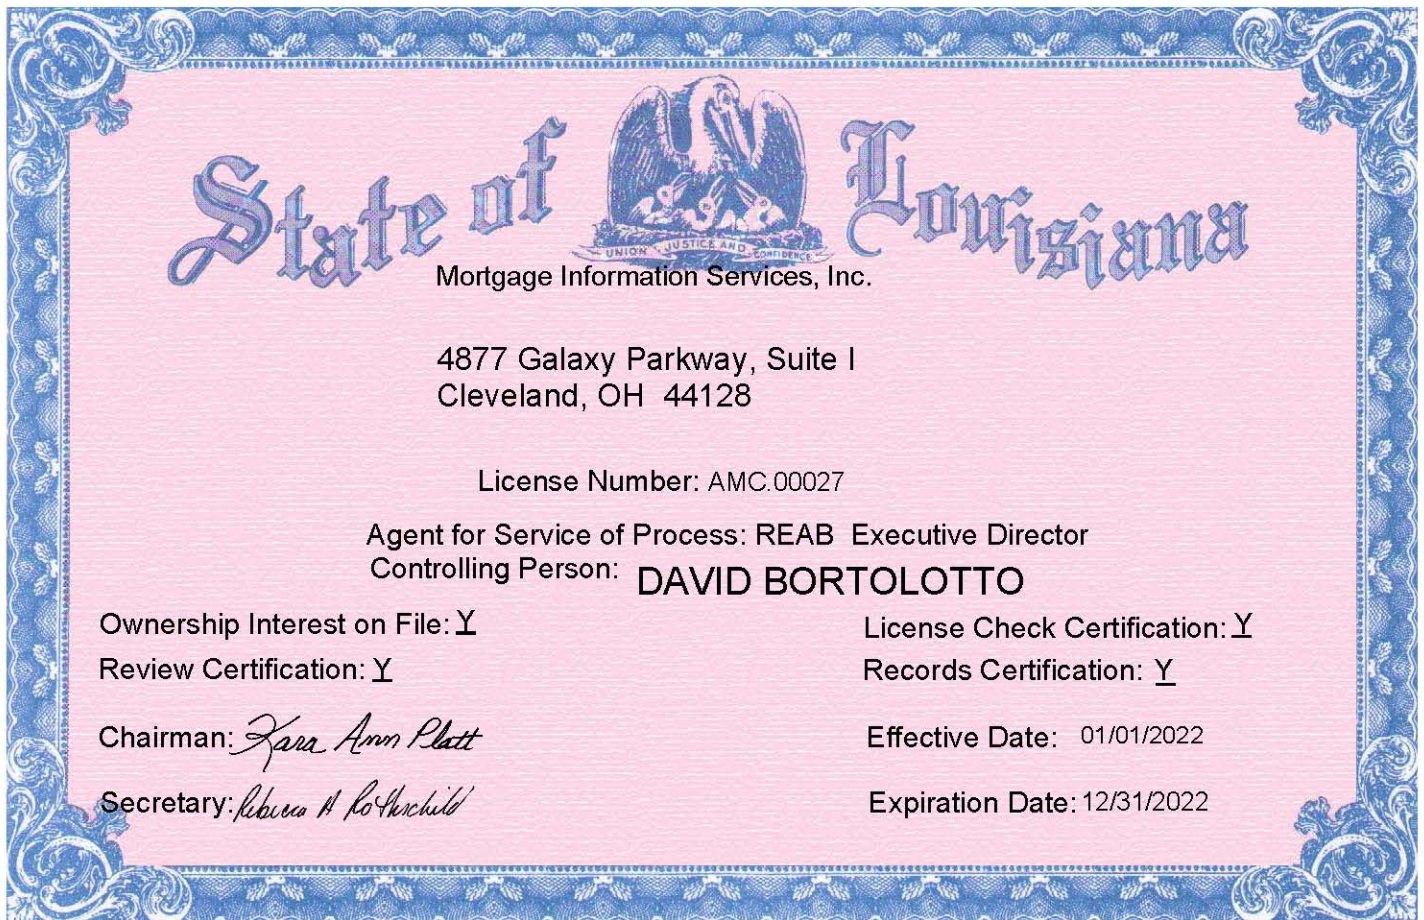 State of Louisiana
UNION JUSTICE AND CONFIDENCE
Mortgage Information Services, Inc.
4877 Galaxy Parkway, Suite I
Cleveland, OH 44128
License Number: AMC.00027
Agent for Service of Process: REAB Executive Director
Controlling Person: DAVID BORTOLOTTO
Ownership Interest on File: Y
License Check Certification: Y
Review Certification: Y
Records Certification: Y
Chairman: Kara Ann Platt
Effective Date: 01/01/2022
Secretary: Rebecca A Rothschild
Expiration Date: 12/31/2022